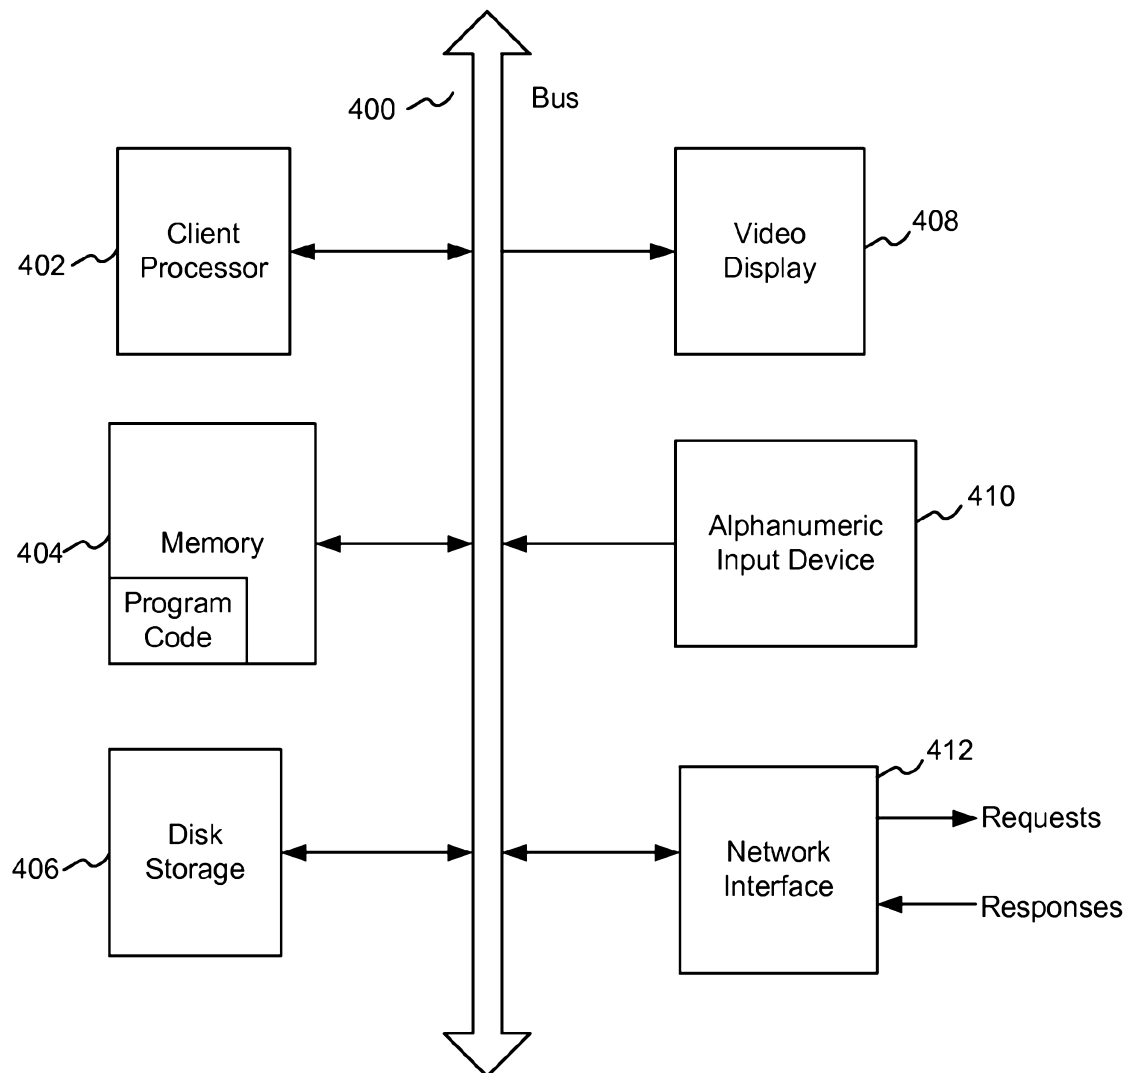 400
Bus
Client
Processor
402
Video
Display
408
Memory
404
Program
Code
Alphanumeric
Input Device
410
Disk
Storage
406
Network
Interface
412
Requests
Responses